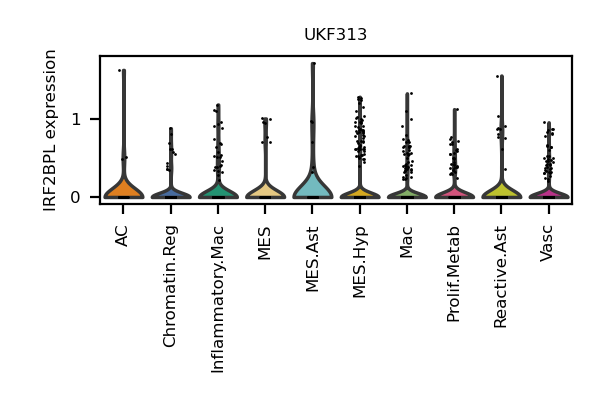 UKF313
IRF2BPL expression
1
0
AC
Chromatin.Reg
Inflammatory.Mac
MES
MES.Ast
MES.Hyp
Mac
Prolif.Metab
Reactive.Ast
Vasc